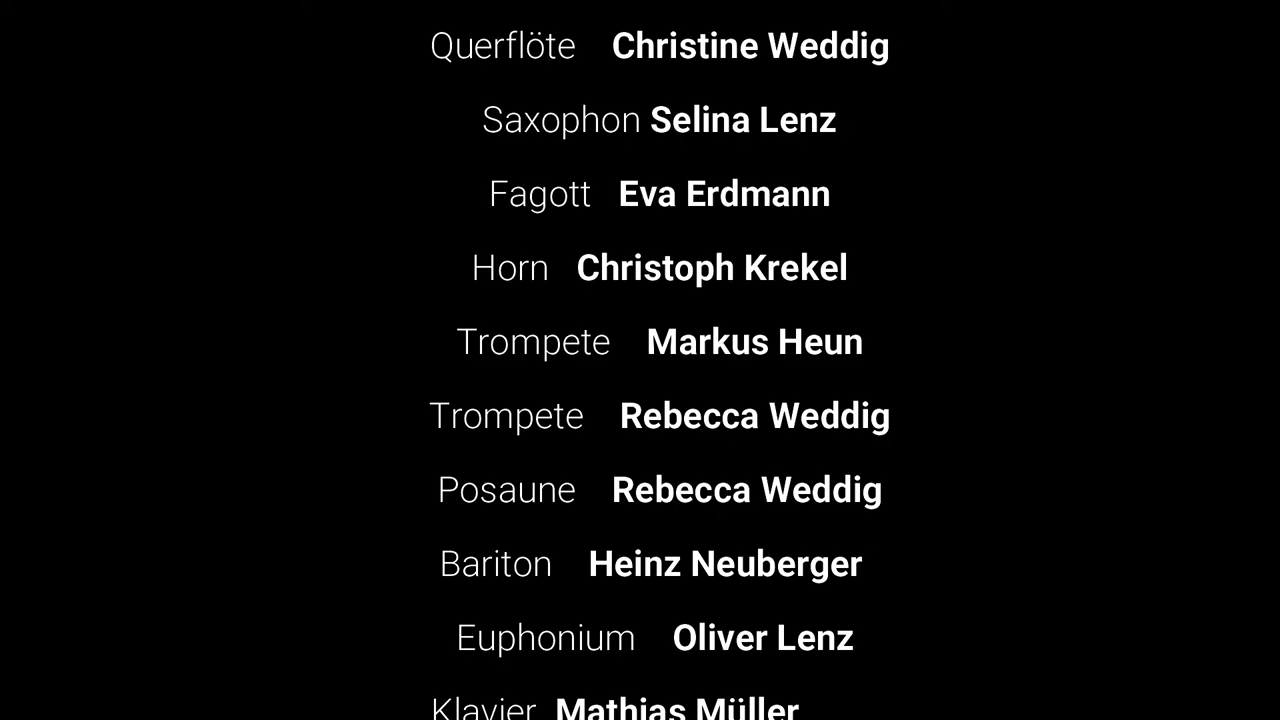 Querflöte Christine Weddig
Saxophon Selina Lenz
Fagott Eva Erdmann
Horn Christoph Krekel
Trompete Markus Heun
Trompete Rebecca Weddig
Posaune Rebecca Weddig
Bariton Heinz Neuberger
Euphonium Oliver Lenz
Klavier Mathias Müller